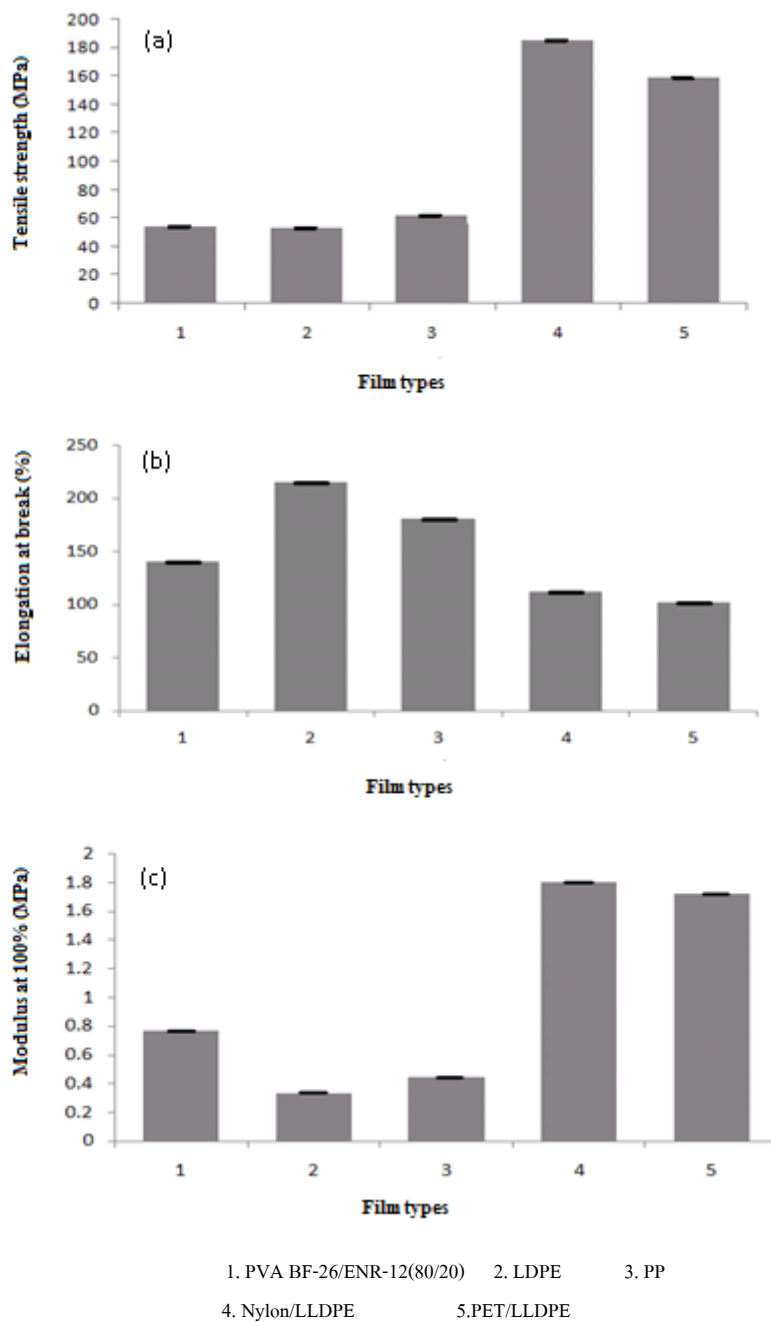 (a)
Tensile strength (MPa)
200
180
160
140
120
100
80
60
40
20
0
1 2 3 4 5
Film types
(b)
Elongation at break (%)
250
200
150
100
50
0
1 2 3 4 5
Film types
(c)
Modulus at 100% (MPa)
2
1.8
1.6
1.4
1.2
1
0.8
0.6
0.4
0.2
0
1 2 3 4 5
Film types
1. PVA BF-26/ENR-12(80/20) 2. LDPE 3. PP
4. Nylon/LLDPE 5.PET/LLDPE